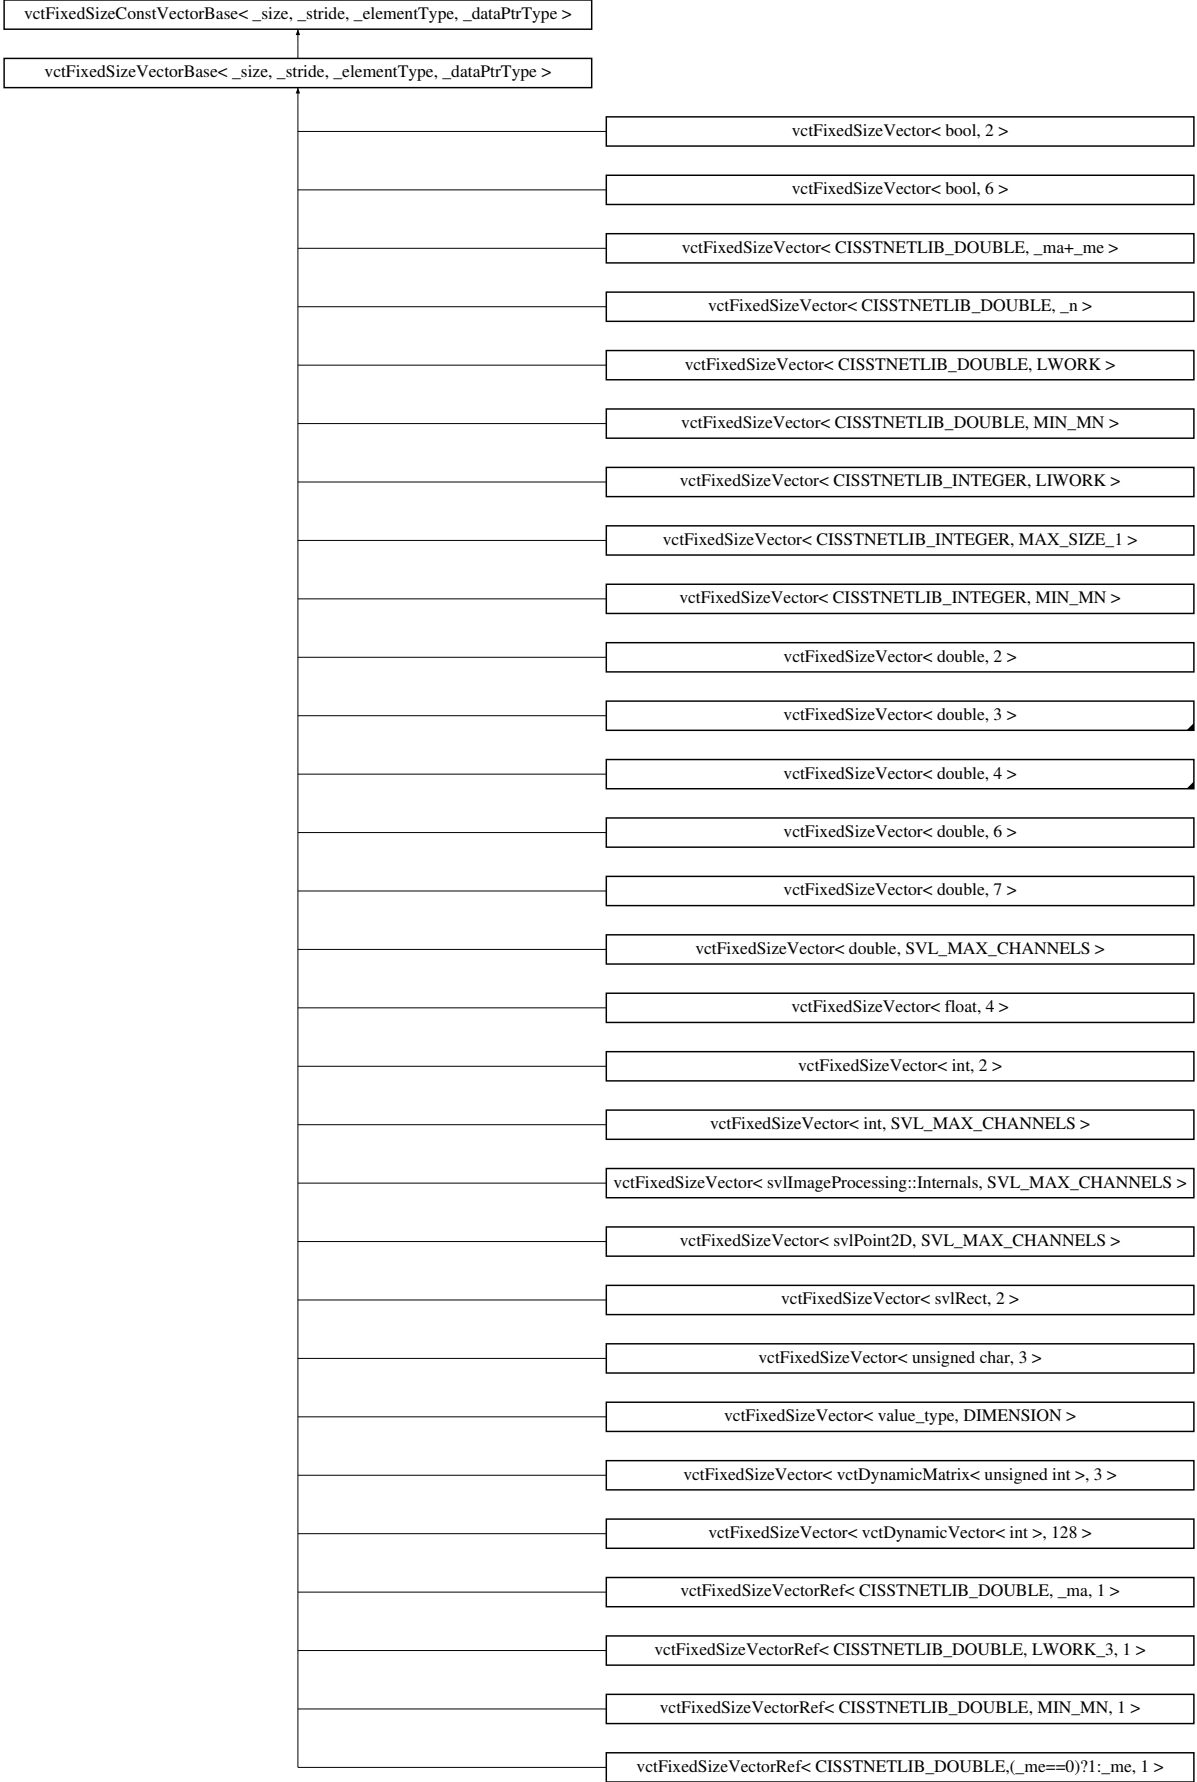 vctFixedSizeConstVectorBase< _size, _stride, _elementType, _dataPtrType >
vctFixedSizeVectorBase< _size, _stride, _elementType, _dataPtrType >
vctFixedSizeVector< bool, 2 >
vctFixedSizeVector< bool, 6 >
vctFixedSizeVector< CISSTNETLIB_DOUBLE, _ma+_me >
vctFixedSizeVector< CISSTNETLIB_DOUBLE, _n >
vctFixedSizeVector< CISSTNETLIB_DOUBLE, LWORK >
vctFixedSizeVector< CISSTNETLIB_DOUBLE, MIN_MN >
vctFixedSizeVector< CISSTNETLIB_INTEGER, LIWORK >
vctFixedSizeVector< CISSTNETLIB_INTEGER, MAX_SIZE_1 >
vctFixedSizeVector< CISSTNETLIB_INTEGER, MIN_MN >
vctFixedSizeVector< double, 2 >
vctFixedSizeVector< double, 3 >
vctFixedSizeVector< double, 4 >
vctFixedSizeVector< double, 6 >
vctFixedSizeVector< double, 7 >
vctFixedSizeVector< double, SVL_MAX_CHANNELS >
vctFixedSizeVector< float, 4 >
vctFixedSizeVector< int, 2 >
vctFixedSizeVector< int, SVL_MAX_CHANNELS >
vctFixedSizeVector< svlImageProcessing::Internals, SVL_MAX_CHANNELS >
vctFixedSizeVector< svlPoint2D, SVL_MAX_CHANNELS >
vctFixedSizeVector< svlRect, 2 >
vctFixedSizeVector< unsigned char, 3 >
vctFixedSizeVector< value_type, DIMENSION >
vctFixedSizeVector< vctDynamicMatrix< unsigned int >, 3 >
vctFixedSizeVector< vctDynamicVector< int >, 128 >
vctFixedSizeVectorRef< CISSTNETLIB_DOUBLE, _ma, 1 >
vctFixedSizeVectorRef< CISSTNETLIB_DOUBLE, LWORK_3, 1 >
vctFixedSizeVectorRef< CISSTNETLIB_DOUBLE, MIN_MN, 1 >
vctFixedSizeVectorRef< CISSTNETLIB_DOUBLE,(_me==0)?1:_me, 1 >